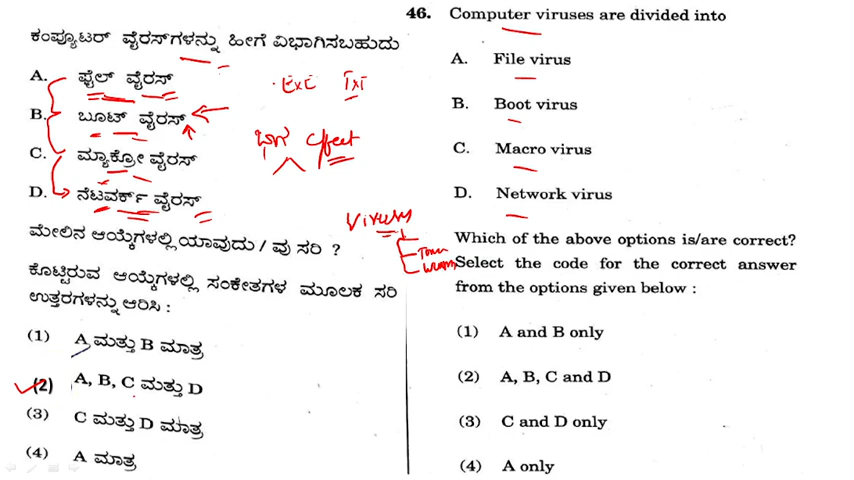 ಕಂಪ್ಯೂಟರ್ ವೈರಸ್‌ಗಳನ್ನು ಹೀಗೆ ವಿಭಾಗಿಸಬಹುದು
A. ಫೈಲ್ ವೈರಸ್
B. ಬೂಟ್ ವೈರಸ್
C. ಮ್ಯಾಕ್ರೋ ವೈರಸ್
D. ನೆಟವರ್ಕ್ ವೈರಸ್
.EXE TXT
effect
Virus
ಮೇಲಿನ ಆಯ್ಕೆಗಳಲ್ಲಿ ಯಾವುದು / ವು ಸರಿ ?
ಕೊಟ್ಟಿರುವ ಆಯ್ಕೆಗಳಲ್ಲಿ ಸಂಕೇತಗಳ ಮೂಲಕ ಸರಿ
ಉತ್ತರಗಳನ್ನು ಆರಿಸಿ :
(1) A ಮತ್ತು B ಮಾತ್ರ
(2) A, B, C ಮತ್ತು D
(3) C ಮತ್ತು D ಮಾತ್ರ
(4) A ಮಾತ್ರ
46. Computer viruses are divided into
A. File virus
B. Boot virus
C. Macro virus
D. Network virus
Which of the above options is/are correct?
Select the code for the correct answer
from the options given below :
(1) A and B only
(2) A, B, C and D
(3) C and D only
(4) A only